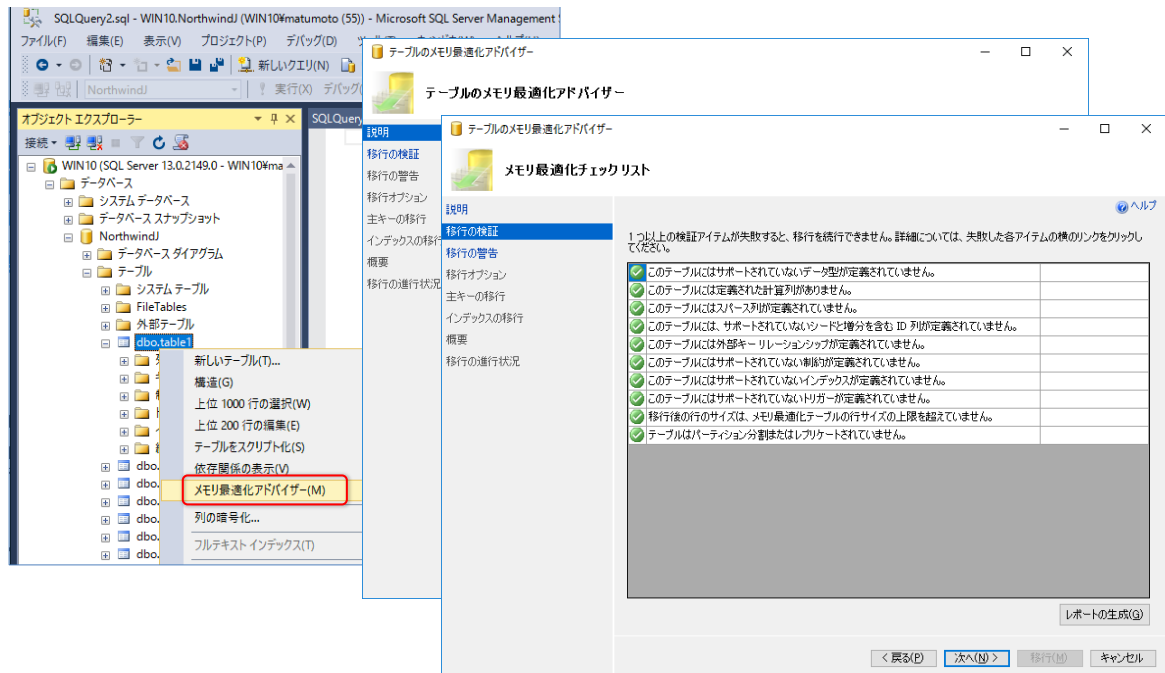 SQLQuery2.sql - WIN10.NorthwindJ (WIN10¥matumoto (55)) - Microsoft SQL Server Management
ファイル(F) 編集(E) 表示(V) プロジェクト(P) デバッグ(D)
新しいクエリ(N)
NorthwindJ
実行(X) デバッグ(
オブジェクト エクスプローラー
SQLQuery
接続
WIN10 (SQL Server 13.0.2149.0 - WIN10¥ma
データベース
システム データベース
データベース スナップショット
NorthwindJ
データベース ダイアグラム
テーブル
システム テーブル
FileTables
外部テーブル
dbo.table1
dbo.
dbo.
dbo.
dbo.
dbo.
dbo.
新しいテーブル(T)...
構造(G)
上位 1000 行の選択(W)
上位 200 行の編集(E)
テーブルをスクリプト化(S)
依存関係の表示(V)
メモリ最適化アドバイザー(M)
列の暗号化...
フルテキスト インデックス(T)
テーブルのメモリ最適化アドバイザー
テーブルのメモリ最適化アドバイザー
説明
移行の検証
移行の警告
移行オプション
主キーの移行
インデックスの移行
概要
移行の進行状況
テーブルのメモリ最適化アドバイザー
メモリ最適化チェックリスト
説明
移行の検証
移行の警告
移行オプション
主キーの移行
インデックスの移行
概要
移行の進行状況
ヘルプ
1 つ以上の検証アイテムが失敗すると、移行を続行できません。詳細については、失敗した各アイテムの横のリンクをクリックし
てください。
このテーブルにはサポートされていないデータ型が定義されていません。
このテーブルには定義された計算列がありません。
このテーブルにはスパース列が定義されていません。
このテーブルには、サポートされていないシードと増分を含む ID 列が定義されていません。
このテーブルには外部キー リレーションシップが定義されていません。
このテーブルにはサポートされていない制約が定義されていません。
このテーブルにはサポートされていないインデックスが定義されていません。
このテーブルにはサポートされていないトリガーが定義されていません。
移行後の行のサイズは、メモリ最適化テーブルの行サイズの上限を超えていません。
テーブルはパーティション分割またはレプリケートされていません。
レポートの生成(G)
< 戻る(P)
次へ(N) >
移行(M)
キャンセル